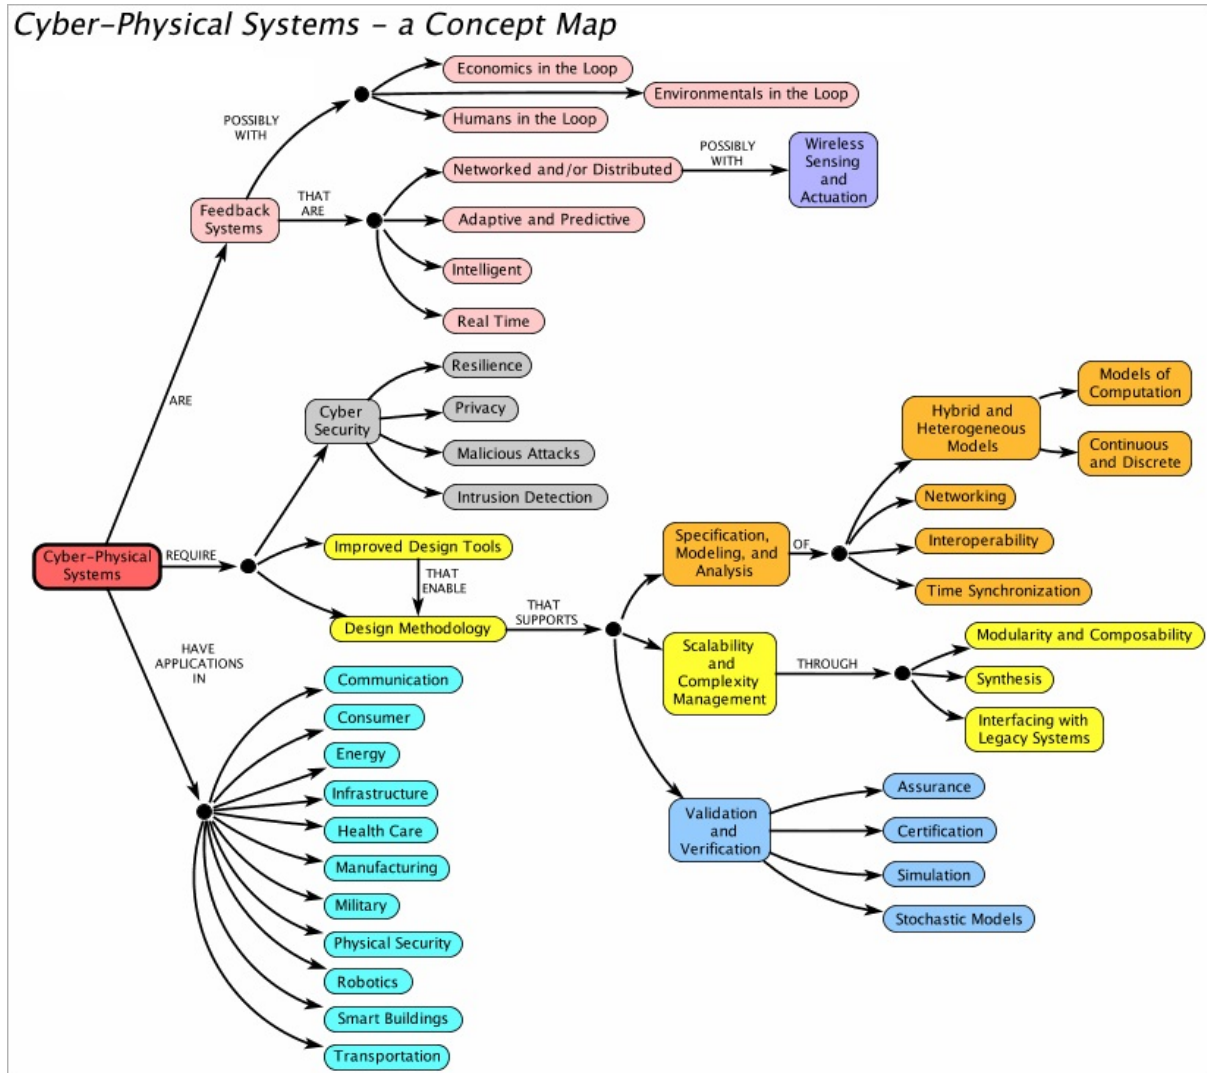 Cyber-Physical Systems – a Concept Map
Economics in the Loop
Environmentals in the Loop
Humans in the Loop
POSSIBLY
WITH
Networked and/or Distributed
POSSIBLY
WITH
Wireless
Sensing
and
Actuation
Feedback
Systems
THAT
ARE
Adaptive and Predictive
Intelligent
Real Time
ARE
Resilience
Cyber
Security
Privacy
Malicious Attacks
Intrusion Detection
Cyber-Physical
Systems
REQUIRE
Improved Design Tools
THAT
ENABLE
Design Methodology
THAT
SUPPORTS
Specification,
Modeling, and
Analysis
OF
Hybrid and
Heterogeneous
Models
Models of
Computation
Continuous
and Discrete
Networking
Interoperability
Time Synchronization
Scalability
and
Complexity
Management
THROUGH
Modularity and Composability
Synthesis
Interfacing with
Legacy Systems
Validation
and
Verification
Assurance
Certification
Simulation
Stochastic Models
HAVE
APPLICATIONS
IN
Communication
Consumer
Energy
Infrastructure
Health Care
Manufacturing
Military
Physical Security
Robotics
Smart Buildings
Transportation